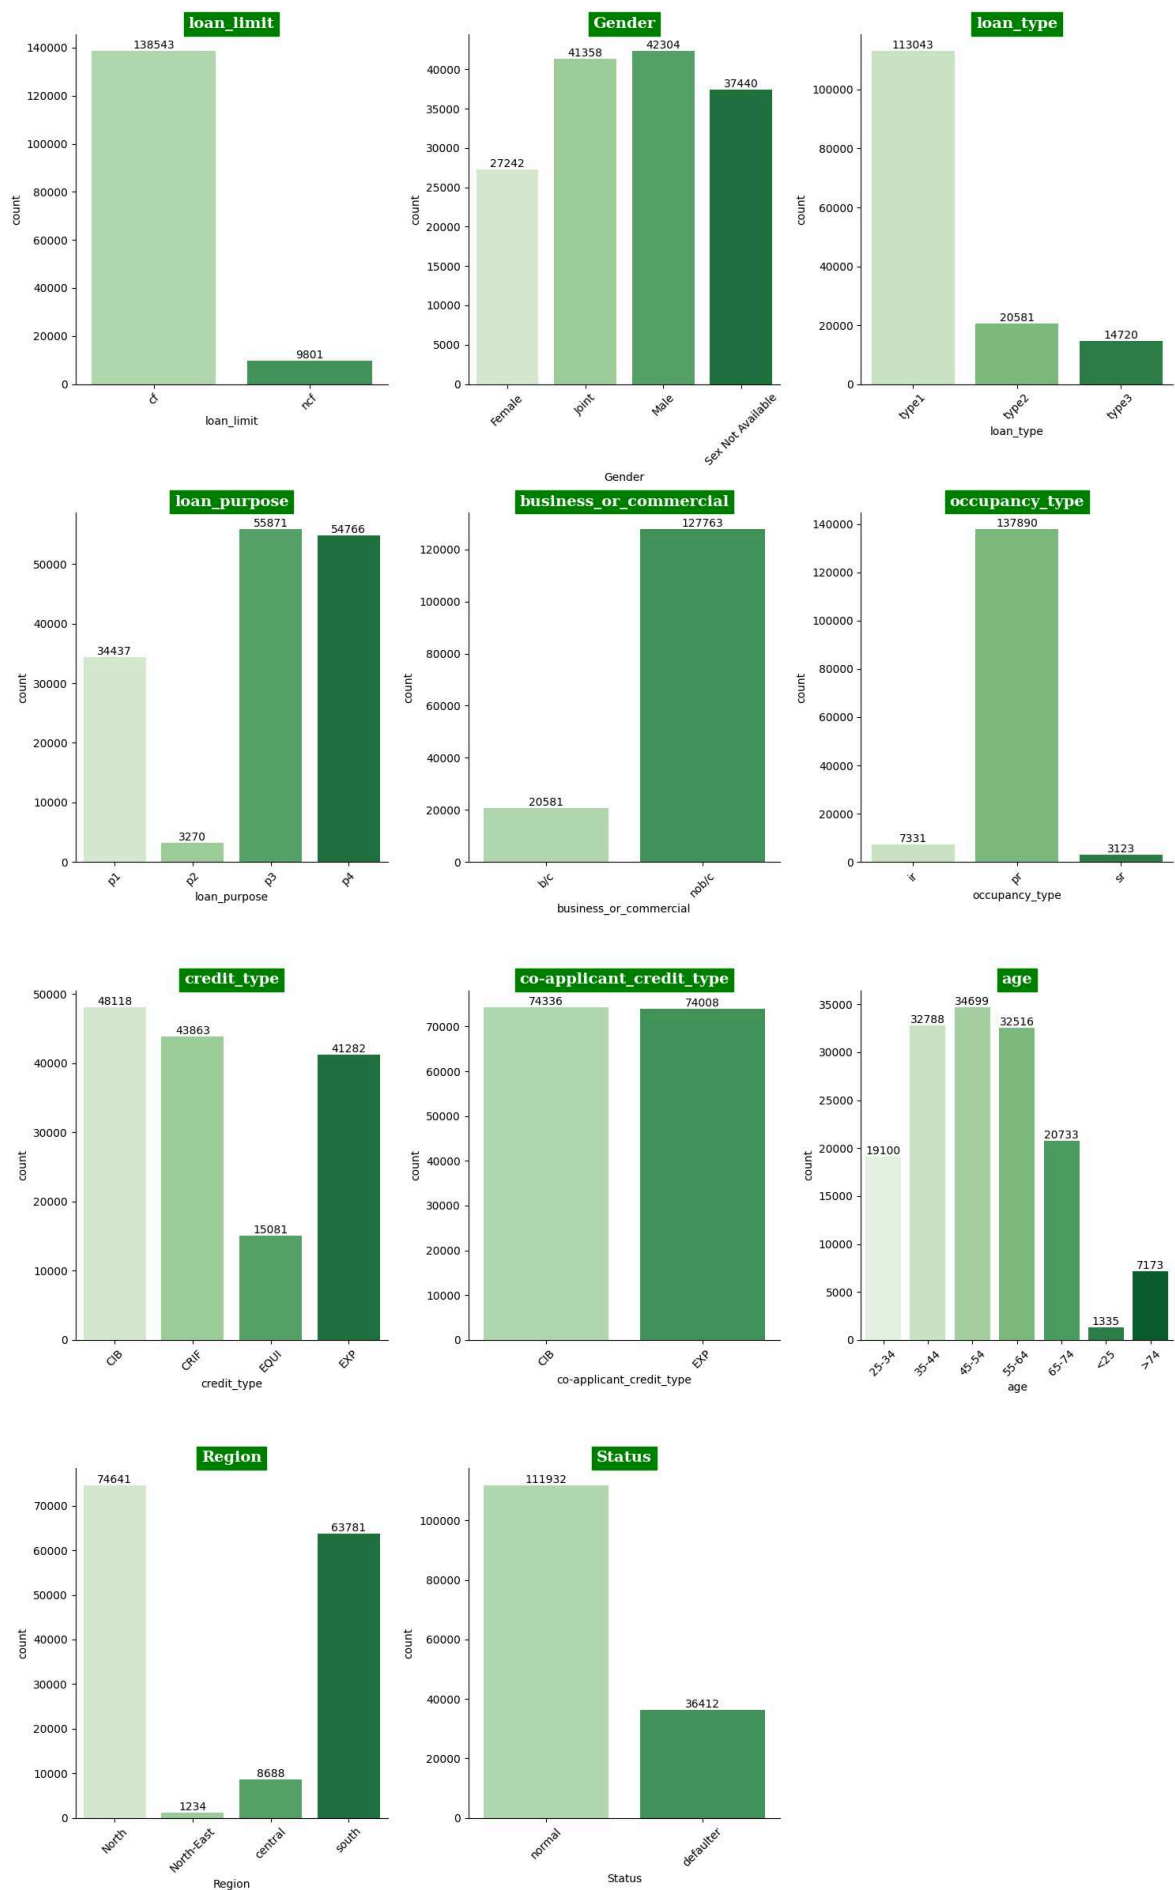 loan_limit
138543
140000
120000
100000
80000
60000
40000
20000
0
9801
count
cf
ncf
loan_limit
Gender
42304
41358
37440
27242
40000
35000
30000
25000
20000
15000
10000
5000
0
count
Female
Joint
Male
Sex Not Available
Gender
loan_type
113043
100000
80000
60000
40000
20000
0
20581
14720
count
type1
type2
type3
loan_type
loan_purpose
55871
54766
34437
3270
50000
40000
30000
20000
10000
0
count
p1
p2
p3
p4
loan_purpose
business_or_commercial
127763
20581
120000
100000
80000
60000
40000
20000
0
count
b/c
nob/c
business_or_commercial
occupancy_type
137890
7331
3123
140000
120000
100000
80000
60000
40000
20000
0
count
ir
pr
sr
occupancy_type
credit_type
48118
43863
41282
15081
50000
40000
30000
20000
10000
0
count
CIB
CRIF
EQUI
EXP
credit_type
co-applicant_credit_type
74336
74008
70000
60000
50000
40000
30000
20000
10000
0
count
CIB
EXP
co-applicant_credit_type
age
34699
32788
32516
20733
19100
7173
1335
35000
30000
25000
20000
15000
10000
5000
0
count
25-34
35-44
45-54
55-64
65-74
<25
>74
age
Region
74641
63781
8688
1234
70000
60000
50000
40000
30000
20000
10000
0
count
North
North-East
central
south
Region
Status
111932
36412
100000
80000
60000
40000
20000
0
count
normal
defaulter
Status